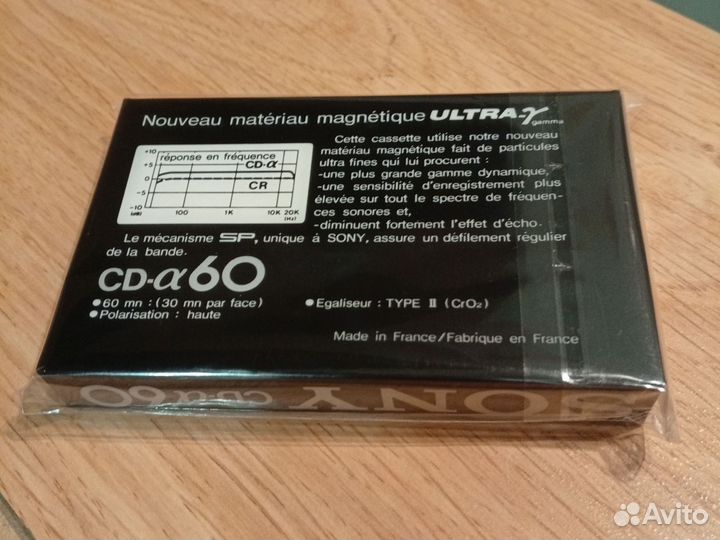 Nouveau matériau magnétique ULTRA-γ gamma
réponse en fréquence
CD-α
CR
+10
+5
0
-5
-10
(dB)
100
1K
10K
20K
(Hz)
Cette cassette utilise notre nouveau
matériau magnétique fait de particules
ultra fines qui lui procurent :
-une plus grande gamme dynamique,
-une sensibilité d'enregistrement plus
élevée sur tout le spectre de fréquen-
ces sonores et,
-diminuent fortement l'effet d'écho.
Le mécanisme SP, unique á SONY, assure un défilement régulier
de la bande.
CD-α60
●60 mn : (30 mn par face)
●Polarisation : haute
●Egaliseur : TYPE II (CrO₂)
Made in France/Fabrique en France
SONY CD-α60
Avito